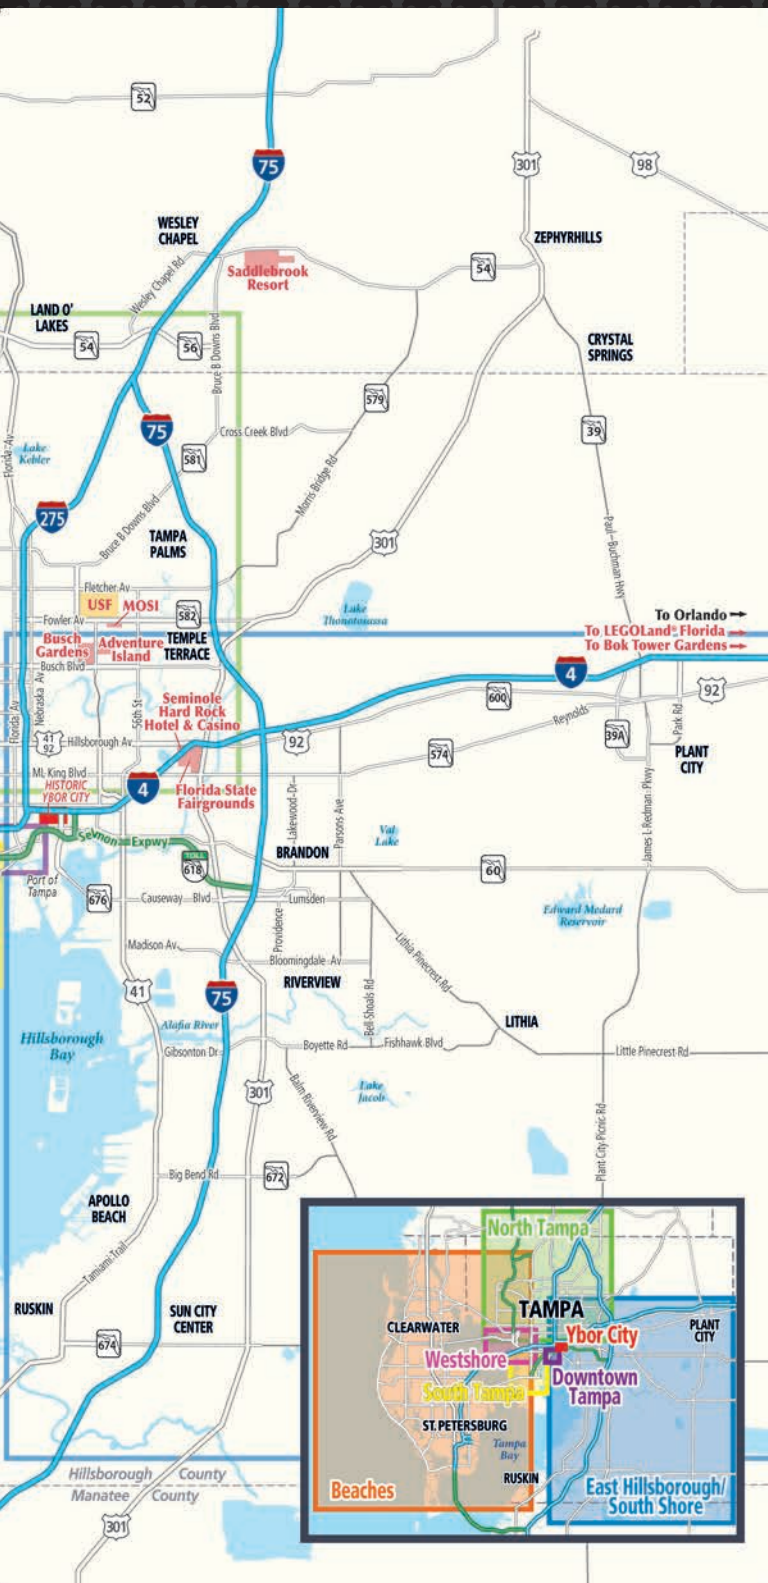 52
75
301
98
WESLEY
CHAPEL
ZEPHYRHILLS
Wesley Chapel Rd
Saddlebrook
Resort
54
LAND O'
LAKES
54
56
Bruce B Downs Blvd
CRYSTAL
SPRINGS
579
75
Cross Creek Blvd
39
Florida Av
Lake
Kebler
581
Morris Bridge Rd
275
Bruce B Downs Blvd
TAMPA
PALMS
301
Paul Buchman Hwy
Fletcher Av
USF
MOSI
582
Fowler Av
Lake
Thonotosassa
To Orlando
To LEGOLand® Florida
To Bok Tower Gardens
Busch
Gardens
Adventure
Island
TEMPLE
TERRACE
Busch Blvd
4
600
92
Florida Av
Nebraska Av
56th St
Seminole
Hard Rock
Hotel & Casino
Reynolds
Park Rd
41
92
Hillsborough Av
92
574
39A
PLANT
CITY
ML King Blvd
HISTORIC
YBOR CITY
4
Florida State
Fairgrounds
Lakewood Dr
Parsons Ave
James L Redman Pkwy
Selmon Expwy
Val
Lake
BRANDON
TOLL
618
60
Port of
Tampa
676
Causeway Blvd
Lumsden
Edward Medard
Reservoir
Providence
Madison Av
Bloomingdale Av
Lithia Pinecrest Rd
41
75
RIVERVIEW
Bell Shoals Rd
LITHIA
Alafia River
Hillsborough
Bay
Gibsonton Dr
Boyette Rd
Fishhawk Blvd
Little Pinecrest Rd
301
Balm Riverview Rd
Lake
Jacob
Plant City Picnic Rd
Big Bend Rd
672
APOLLO
BEACH
Tamiami Trail
RUSKIN
SUN CITY
CENTER
674
Hillsborough County
Manatee County
301
North Tampa
TAMPA
CLEARWATER
Ybor City
PLANT
CITY
Westshore
Downtown
Tampa
South Tampa
ST. PETERSBURG
Tampa
Bay
RUSKIN
Beaches
East Hillsborough/
South Shore